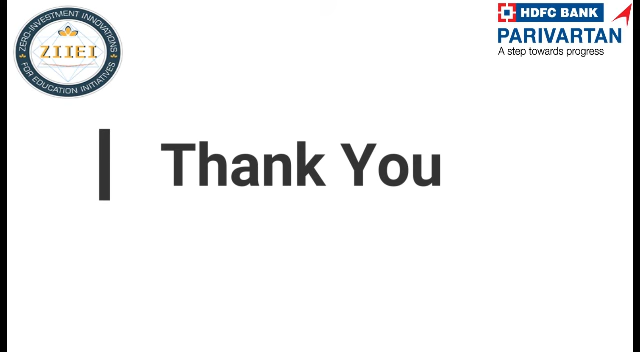 ZERO-INVESTMENT INNOVATIONS
ZIIEI
FOR EDUCATION INITIATIVES
HDFC BANK
PARIVARTAN
A step towards progress
Thank You